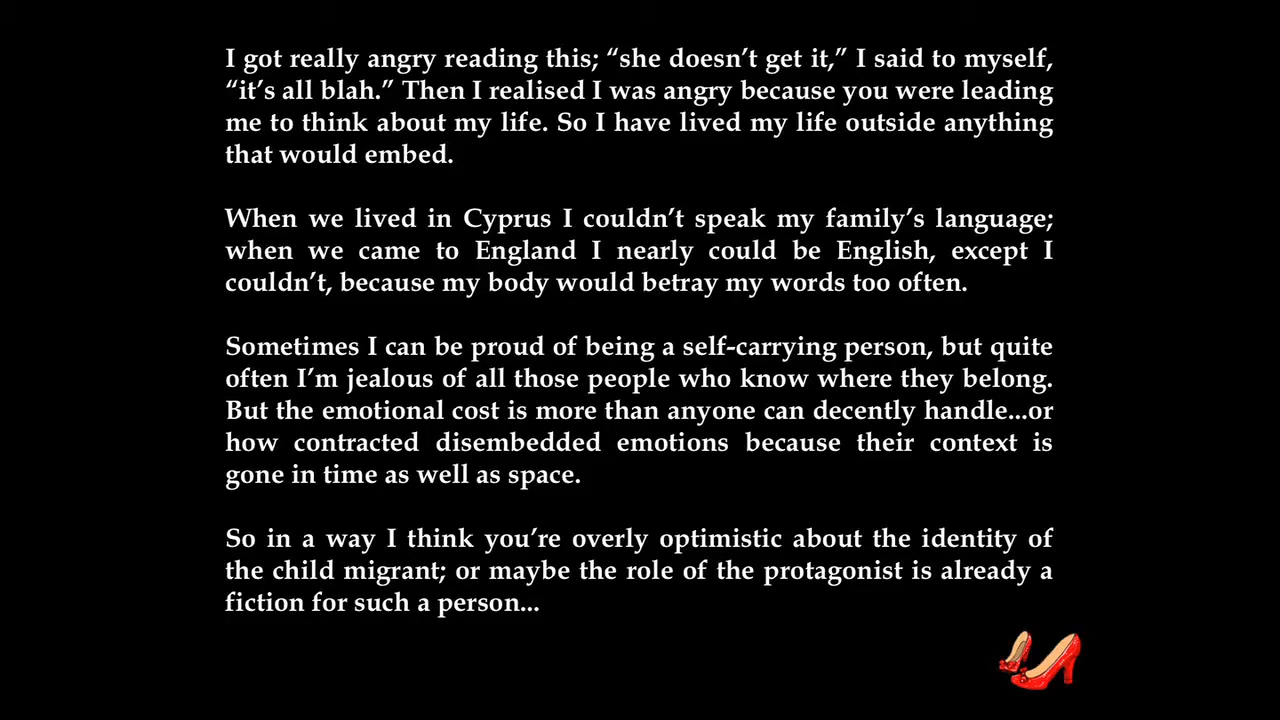 I got really angry reading this; “she doesn’t get it,” I said to myself,
“it’s all blah.” Then I realised I was angry because you were leading
me to think about my life. So I have lived my life outside anything
that would embed.
When we lived in Cyprus I couldn’t speak my family’s language;
when we came to England I nearly could be English, except I
couldn’t, because my body would betray my words too often.
Sometimes I can be proud of being a self-carrying person, but quite
often I’m jealous of all those people who know where they belong.
But the emotional cost is more than anyone can decently handle...or
how contracted disembedded emotions because their context is
gone in time as well as space.
So in a way I think you’re overly optimistic about the identity of
the child migrant; or maybe the role of the protagonist is already a
fiction for such a person...